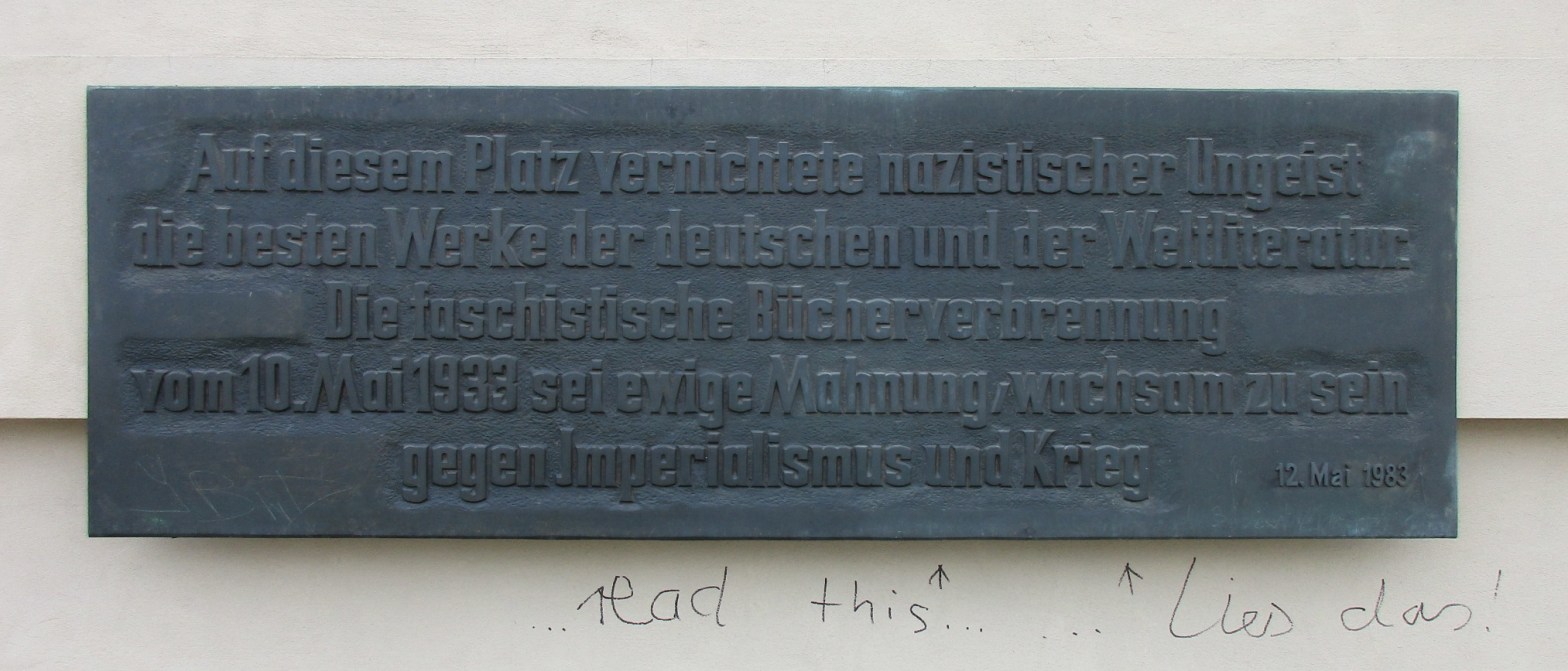 Auf diesem Platz vernichtete nazistischer Ungeist
die besten Werke der deutschen und der Weltliteratur.
Die faschistische Bücherverbrennung
vom 10. Mai 1933 sei ewige Mahnung, wachsam zu sein
gegen Imperialismus und Krieg
12. Mai 1983
...read this↑... ...↑ Lies das!